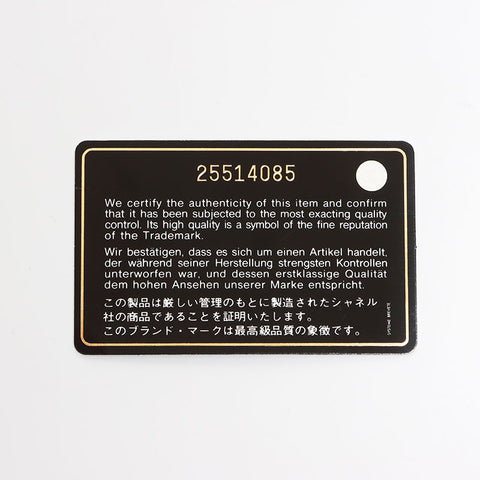 25514085
We certify the authenticity of this item and confirm
that it has been subjected to the most exacting quality
control. Its high quality is a symbol of the fine reputation
of the Trademark.
Wir bestätigen, dass es sich um einen Artikel handelt,
der während seiner Herstellung strengsten Kontrollen
unterworfen war, und dessen erstklassige Qualität
dem hohen Ansehen unserer Marke entspricht.
この製品は厳しい管理のもとに製造されたシャネル
社の商品であることを証明いたします。
このブランド・マークは最高級品質の象徴です。